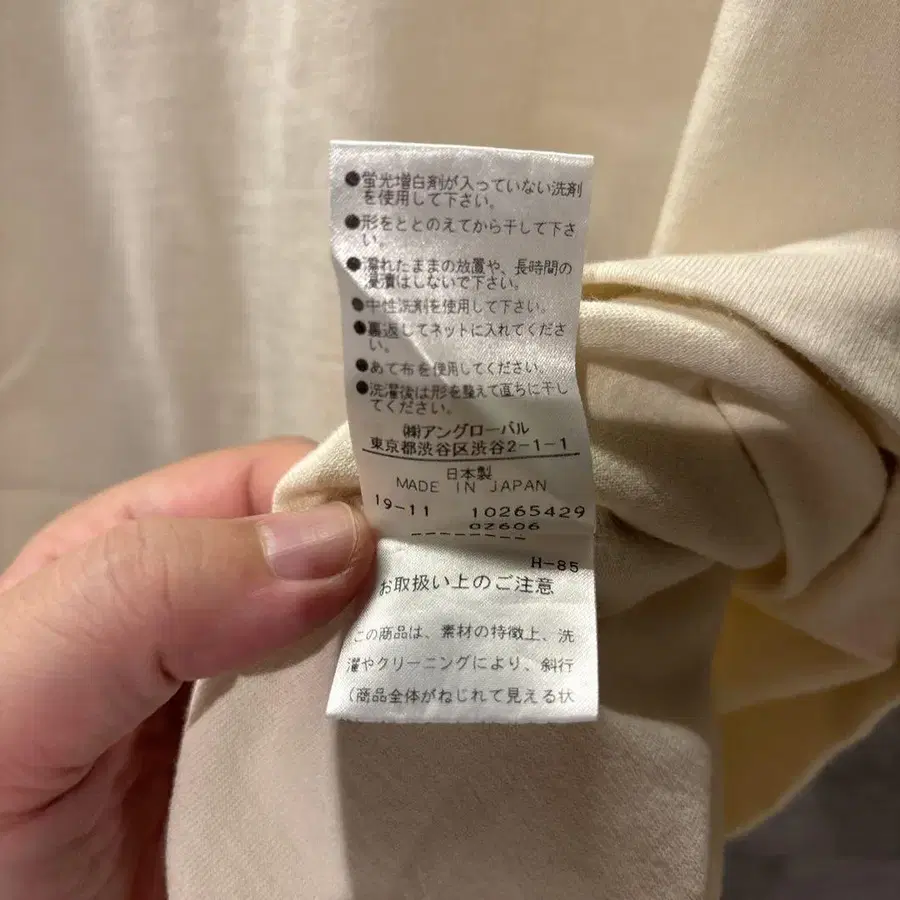 ●蛍光増白剤が入っていない洗剤
を使用して下さい。
●形をととのえてから干して下さ
い。
●濡れたままの放置や、長時間の
浸漬はしないで下さい。
●中性洗剤を使用して下さい。
●裏返してネットに入れてくださ
い。
●あて布を使用してください。
●洗濯後は形を整えて直ちに干し
てください。
㈱アングローバル
東京都渋谷区渋谷2-1-1
日本製
MADE IN JAPAN
19-11 10265429
02606
H-85
お取扱い上のご注意
この商品は、素材の特徴上、洗
濯やクリーニングにより、斜行
(商品全体がねじれて見える状